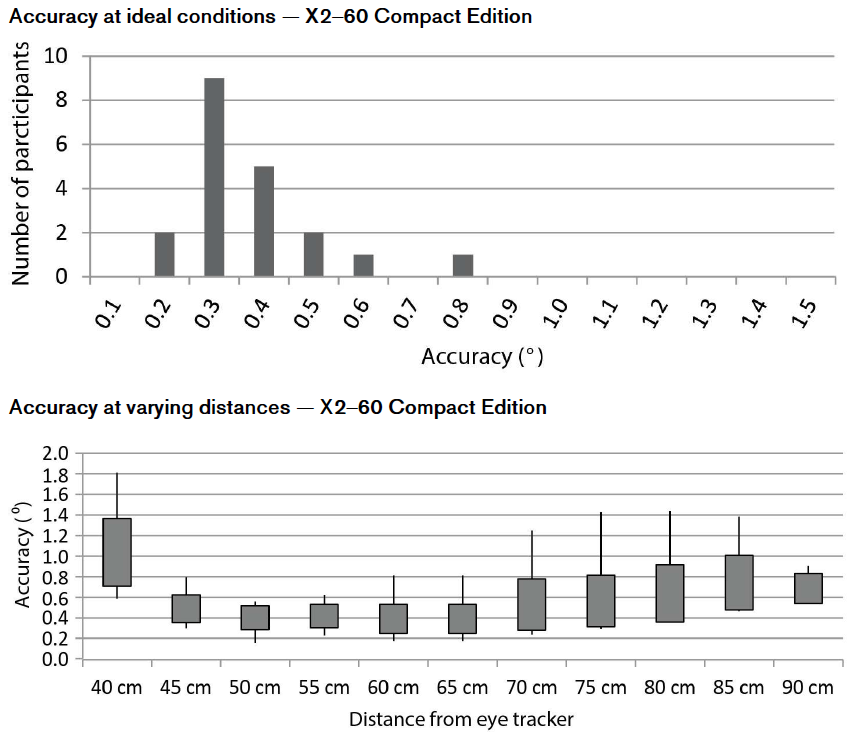 Accuracy at ideal conditions — X2–60 Compact Edition
Number of parcticipants
10
8
6
4
2
0
0.1 0.2 0.3 0.4 0.5 0.6 0.7 0.8 0.9 1.0 1.1 1.2 1.3 1.4 1.5
Accuracy (°)
Accuracy at varying distances — X2–60 Compact Edition
Accuracy (°)
2.0
1.8
1.6
1.4
1.2
1.0
0.8
0.6
0.4
0.2
0.0
40 cm 45 cm 50 cm 55 cm 60 cm 65 cm 70 cm 75 cm 80 cm 85 cm 90 cm
Distance from eye tracker